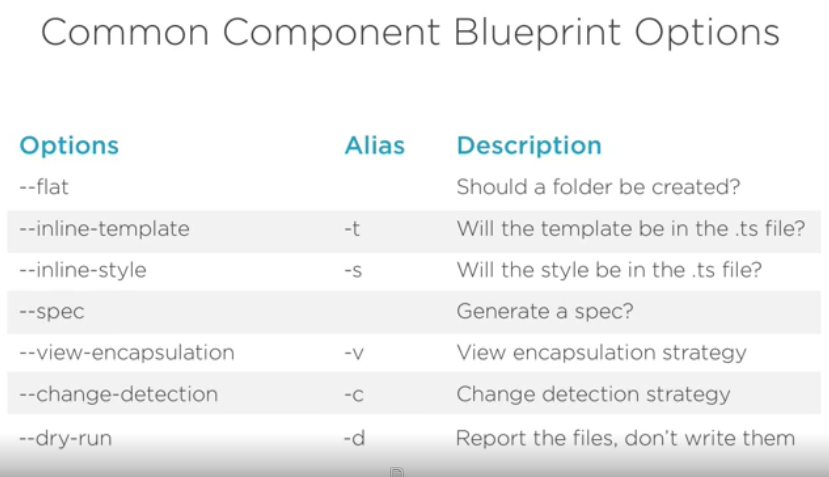 Common Component Blueprint Options
Options Alias Description
--flat Should a folder be created?
--inline-template -t Will the template be in the .ts file?
--inline-style -s Will the style be in the .ts file?
--spec Generate a spec?
--view-encapsulation -v View encapsulation strategy
--change-detection -c Change detection strategy
--dry-run -d Report the files, don't write them